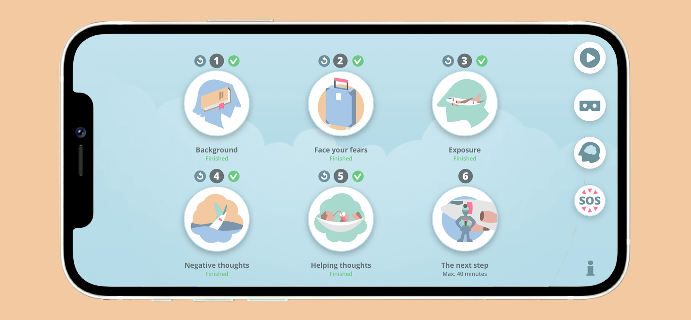 1
2
3
Background
Face your fears
Exposure
Finished
Finished
Finished
4
5
6
Negative thoughts
Helping thoughts
The next step
Finished
Finished
Max. 40 minutes
SOS
i